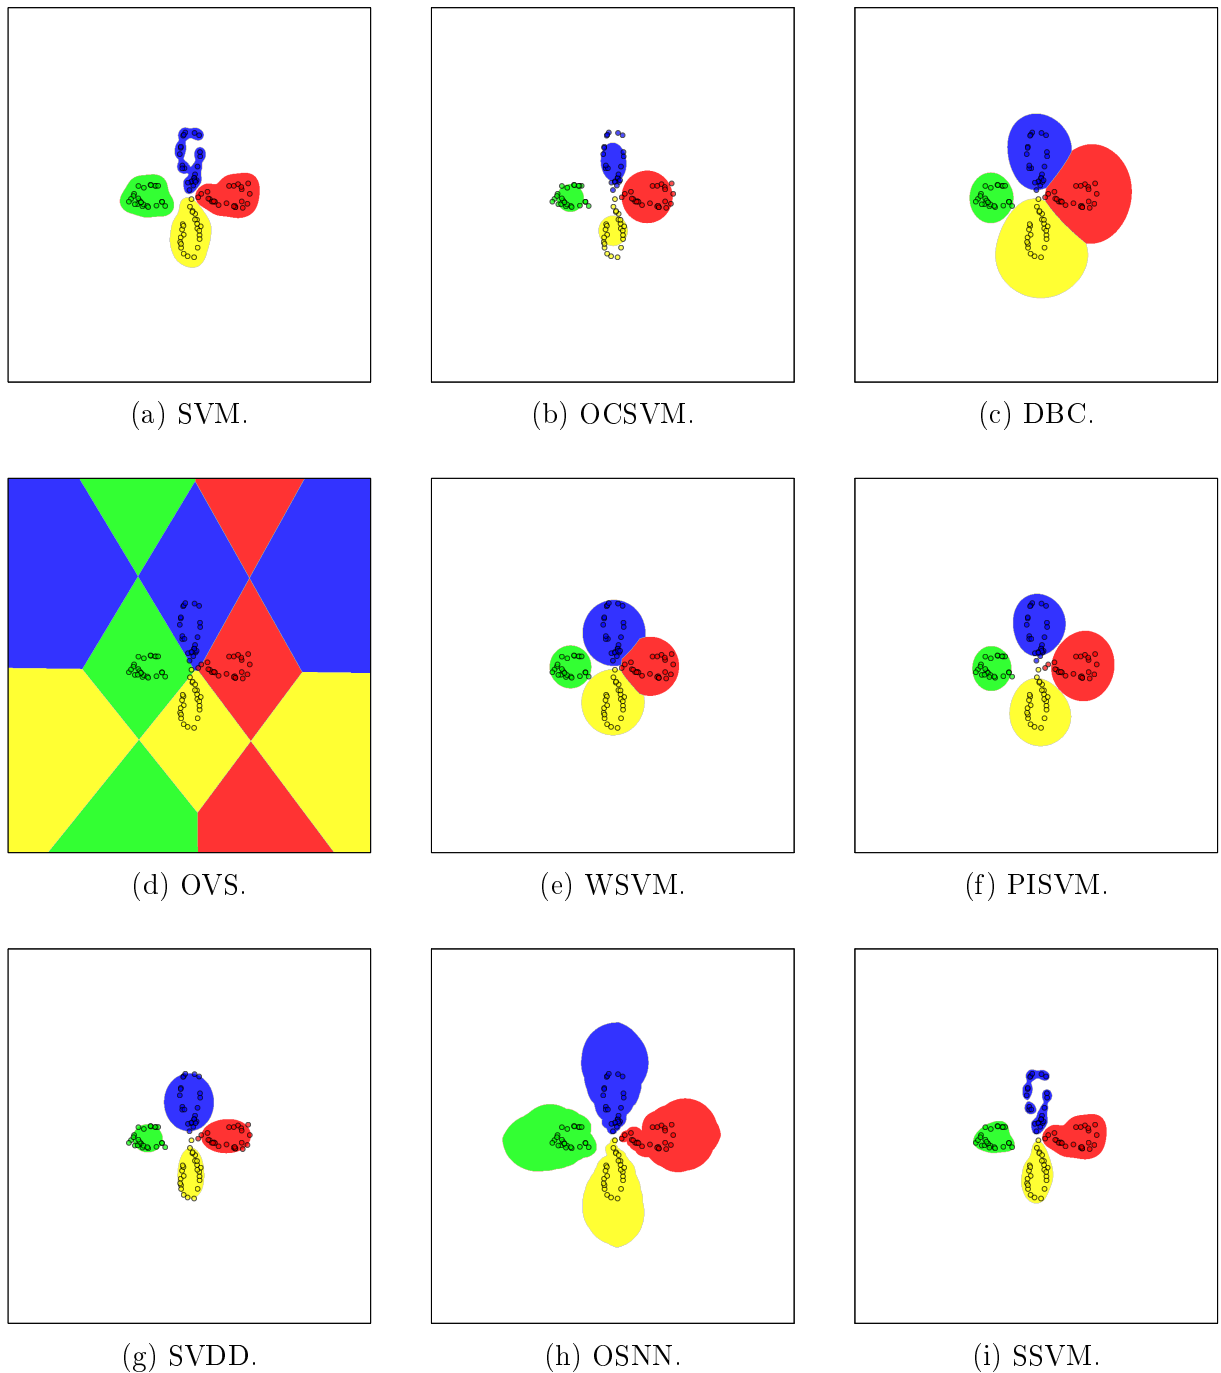 (a) SVM.
(b) OCSVM.
(c) DBC.
(d) OVS.
(e) WSVM.
(f) PISVM.
(g) SVDD.
(h) OSNN.
(i) SSVM.